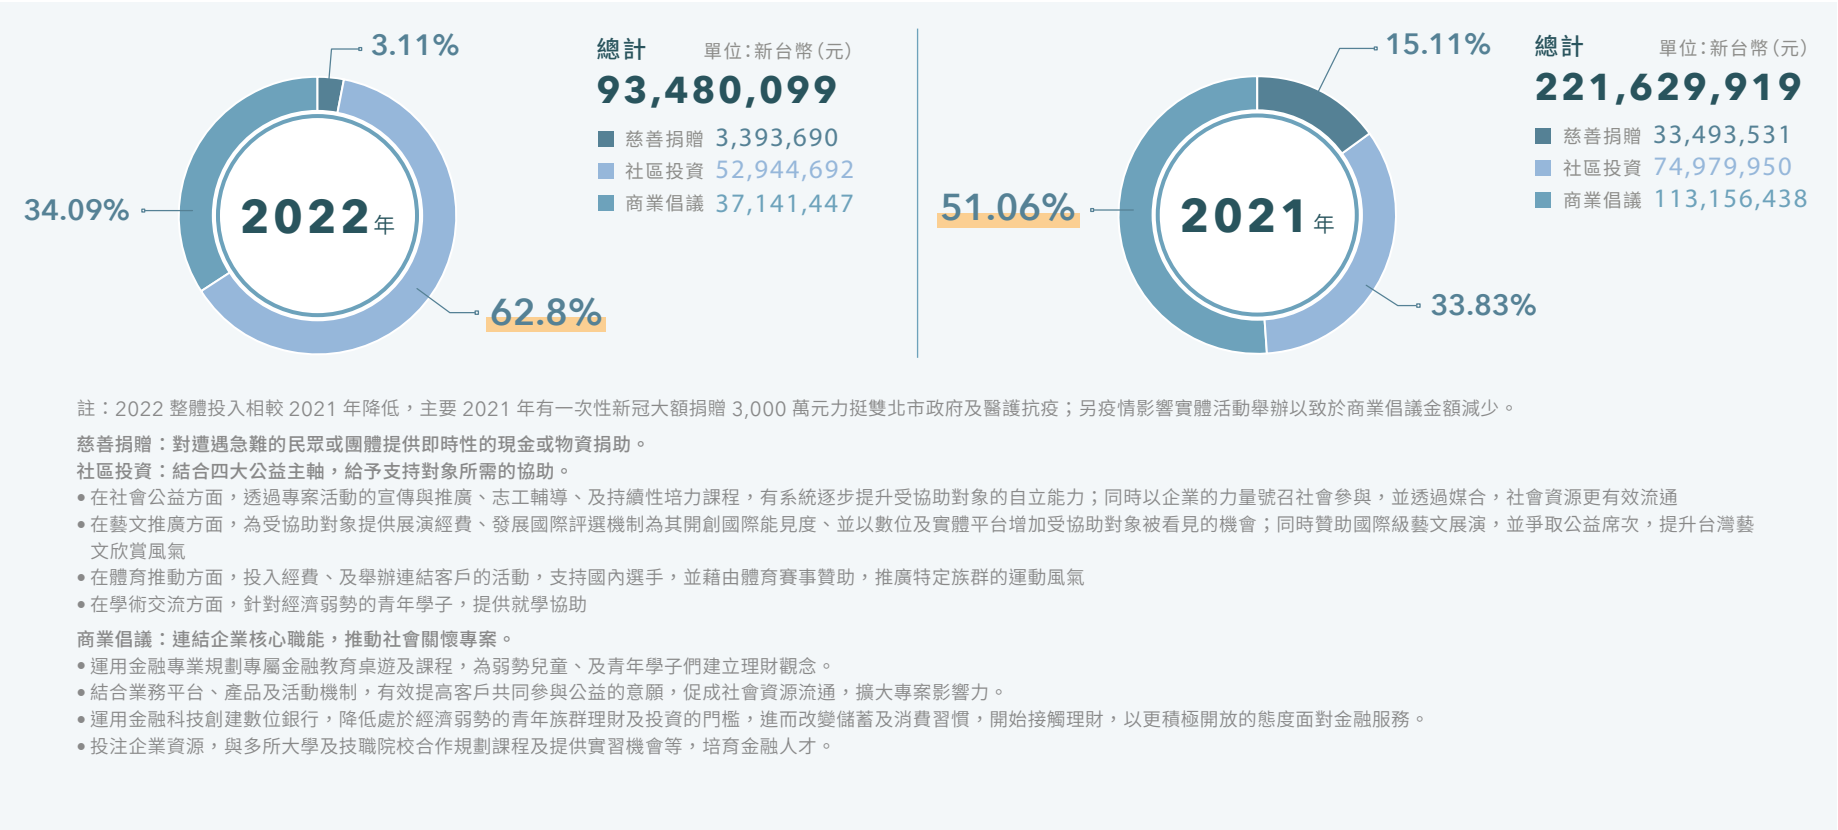 3.11%
34.09%
2022年
62.8%
總計 單位：新台幣（元）
93,480,099
慈善捐贈 3,393,690
社區投資 52,944,692
商業倡議 37,141,447
15.11%
51.06%
2021年
33.83%
總計 單位：新台幣（元）
221,629,919
慈善捐贈 33,493,531
社區投資 74,979,950
商業倡議 113,156,438
註：2022 整體投入相較 2021 年降低，主要 2021 年有一次性新冠大額捐贈 3,000 萬元力挺雙北市政府及醫護抗疫；另疫情影響實體活動舉辦以致於商業倡議金額減少。
慈善捐贈：對遭遇急難的民眾或團體提供即時性的現金或物資捐助。
社區投資：結合四大公益主軸，給予支持對象所需的協助。
• 在社會公益方面，透過專案活動的宣傳與推廣、志工輔導、及持續性培力課程，有系統逐步提升受協助對象的自立能力；同時以企業的力量號召社會參與，並透過媒合，社會資源更有效流通
• 在藝文推廣方面，為受協助對象提供展演經費、發展國際評選機制為其開創國際能見度、並以數位及實體平台增加受協助對象被看見的機會；同時贊助國際級藝文展演，並爭取公益席次，提升台灣藝
文欣賞風氣
• 在體育推動方面，投入經費、及舉辦連結客戶的活動，支持國內選手，並藉由體育賽事贊助，推廣特定族群的運動風氣
• 在學術交流方面，針對經濟弱勢的青年學子，提供就學協助
商業倡議：連結企業核心職能，推動社會關懷專案。
• 運用金融專業規劃專屬金融教育桌遊及課程，為弱勢兒童、及青年學子們建立理財觀念。
• 結合業務平台、產品及活動機制，有效提高客戶共同參與公益的意願，促成社會資源流通，擴大專案影響力。
• 運用金融科技創建數位銀行，降低處於經濟弱勢的青年族群理財及投資的門檻，進而改變儲蓄及消費習慣，開始接觸理財，以更積極開放的態度面對金融服務。
• 投注企業資源，與多所大學及技職院校合作規劃課程及提供實習機會等，培育金融人才。